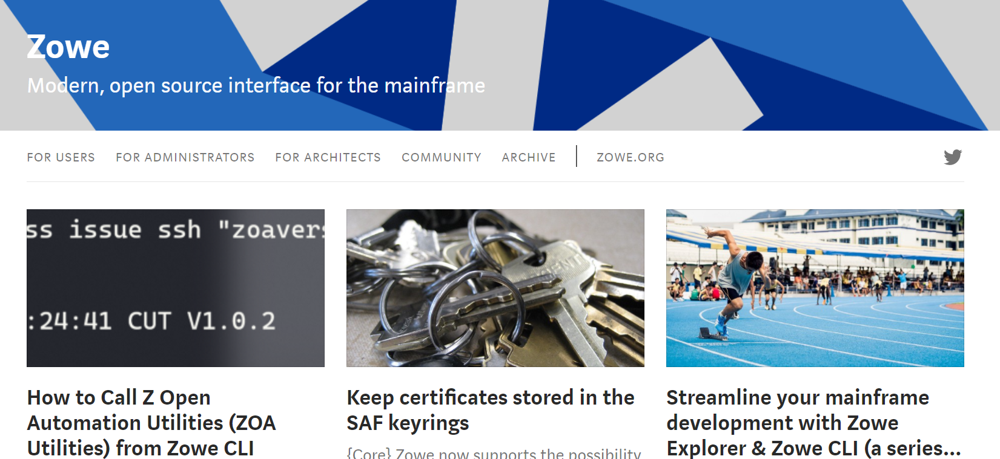 Zowe
Modern, open source interface for the mainframe
FOR USERS FOR ADMINISTRATORS FOR ARCHITECTS COMMUNITY ARCHIVE ZOWE.ORG
ss issue ssh "zoavers
:24:41 CUT V1.0.2
How to Call Z Open
Automation Utilities (ZOA
Utilities) from Zowe CLI
Keep certificates stored in the
SAF keyrings
{Core} Zowe now supports the possibility
Streamline your mainframe
development with Zowe
Explorer & Zowe CLI (a series...